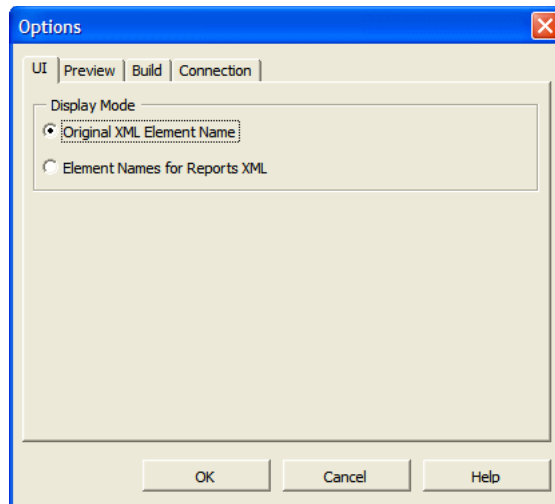 Options
UI Preview Build Connection
Display Mode
Original XML Element Name
Element Names for Reports XML
OK Cancel Help